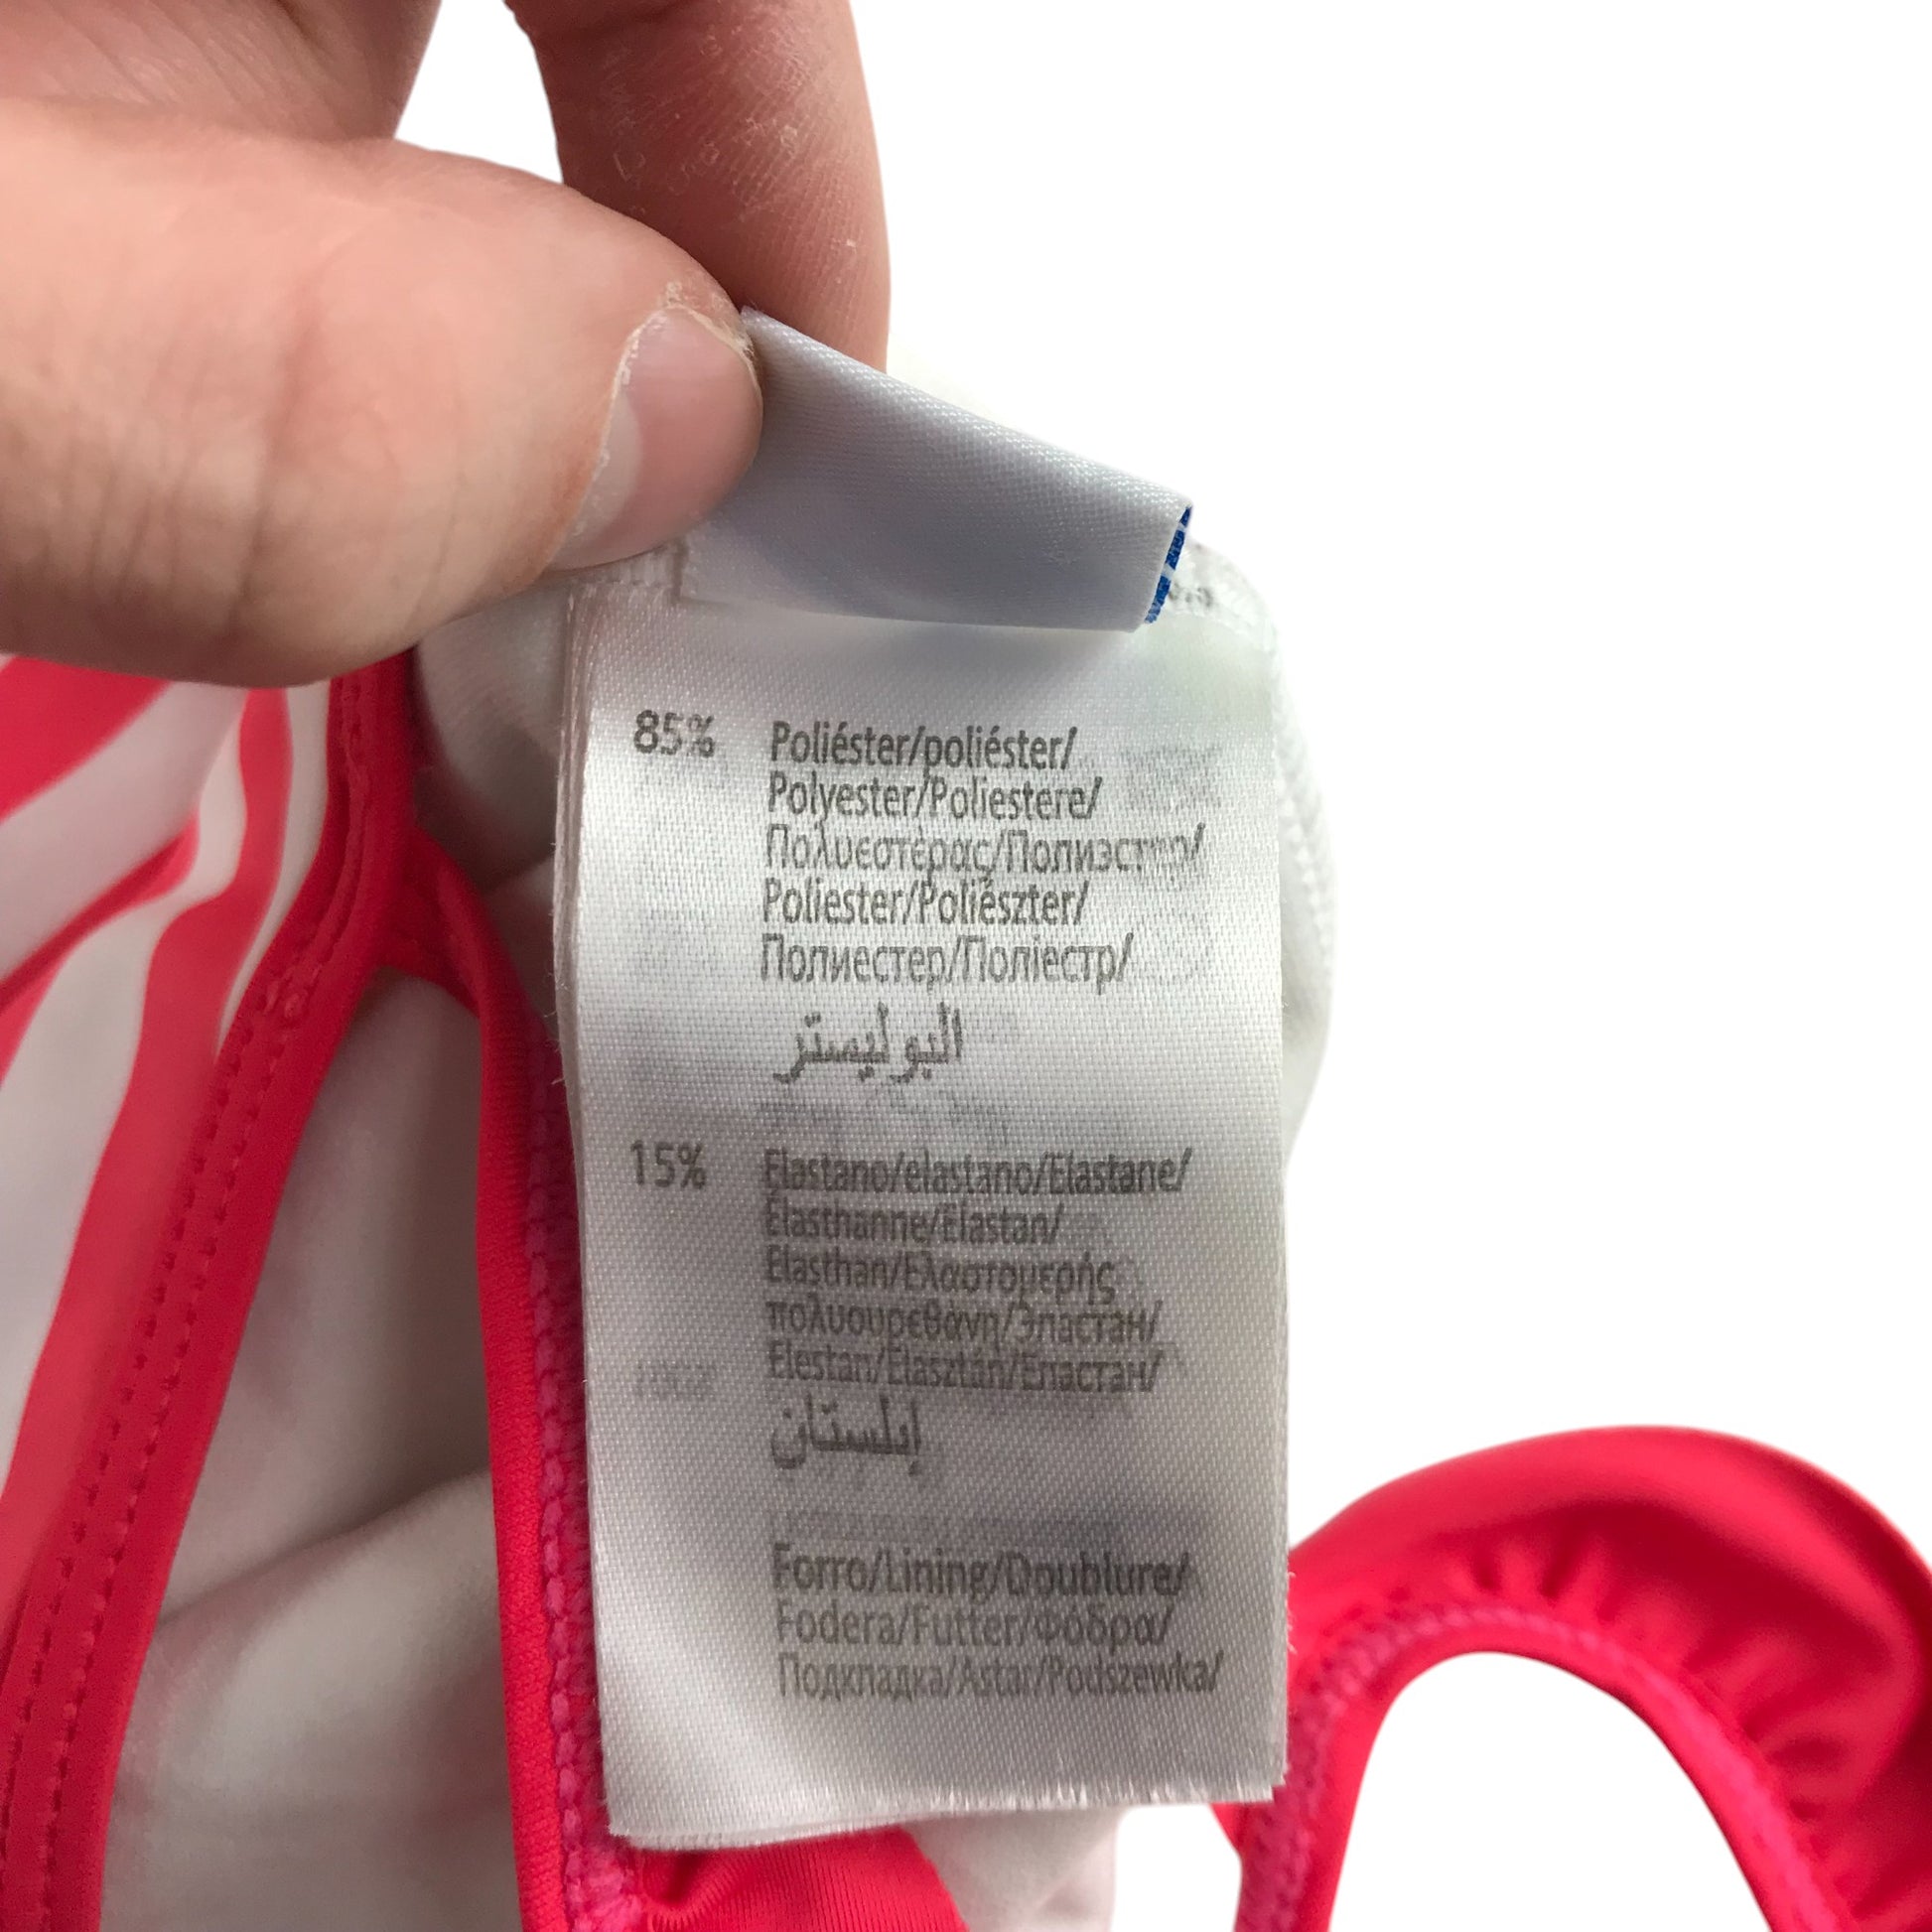 85% Poliéster/poliéster/
Polyester/Poliestere/
Πολυεστέρας/Полиэстер/
Poliester/Poliészter/
Полиестер/Поліестр/
البوليستر
15% Elastano/elastano/Elastane/
Élasthanne/Elastan/
Elasthan/Ελαστομερής
πολυουρεθάνη/Эластан/
Elestan/Elasztán/Еластан/
إيلستان
Forro/Lining/Doublure/
Fodera/Futter/Φόδρα/
Подкладка/Astar/Podszewka/